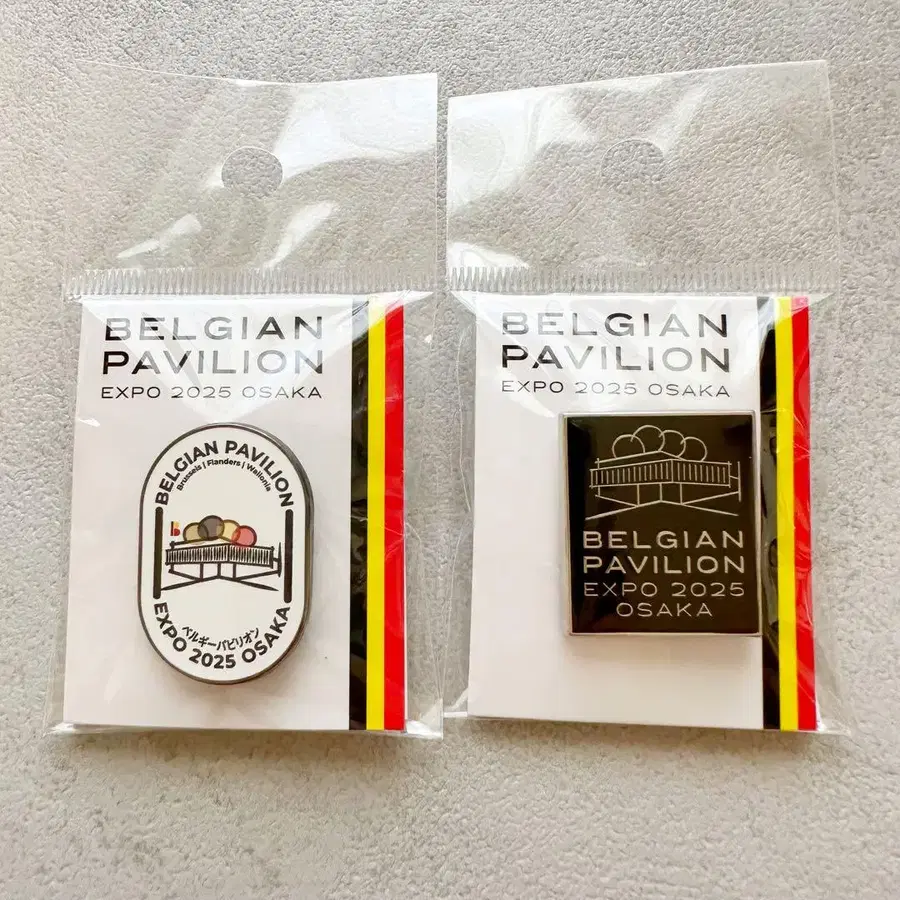 BELGIAN
PAVILION
EXPO 2025 OSAKA
BELGIAN PAVILION
Brussels | Flanders | Wallonia
B
ベルギーパビリオン
EXPO 2025 OSAKA
BELGIAN
PAVILION
EXPO 2025 OSAKA
BELGIAN
PAVILION
EXPO 2025
OSAKA